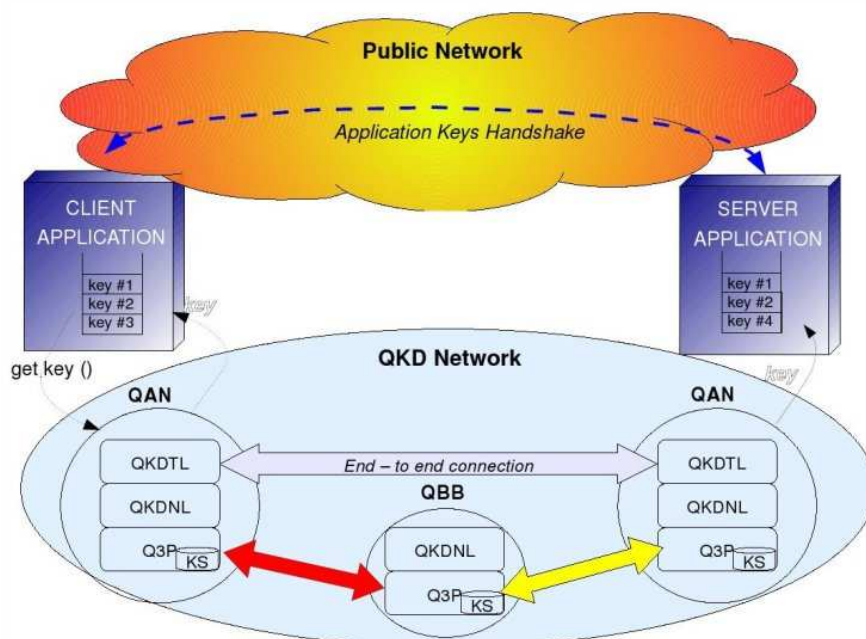 Public Network
Application Keys Handshake
CLIENT
APPLICATION
key #1
key #2
key #3
key
get key ()
SERVER
APPLICATION
key #1
key #2
key #4
key
QKD Network
QAN
QKDTL
QKDNL
Q3P
KS
End – to end connection
QBB
QKDNL
Q3P
KS
QAN
QKDTL
QKDNL
Q3P
KS